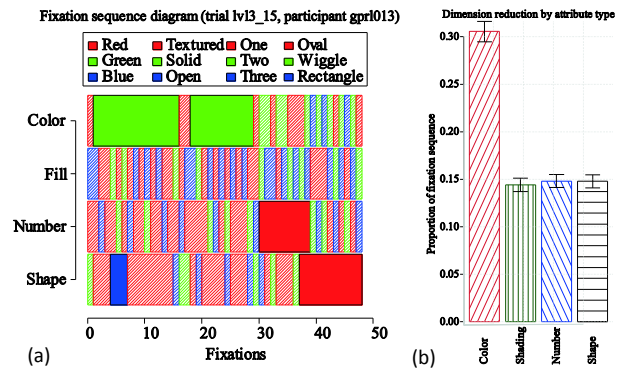 Fixation sequence diagram (trial lvl3_15, participant gprl013)
Red Textured One Oval
Green Solid Two Wiggle
Blue Open Three Rectangle
Color
Fill
Number
Shape
0 10 20 30 40 50
Fixations
(a)
Dimension reduction by attribute type
Proportion of fixation sequence
0.30
0.25
0.20
0.15
0.10
0.05
0.00
Color Shading Number Shape
(b)